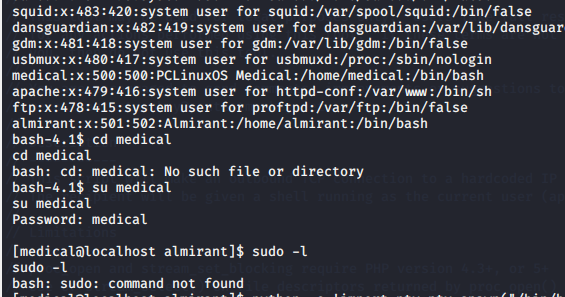 squid:x:483:420:system user for squid:/var/spool/squid:/bin/false
dansguardian:x:482:419:system user for dansguardian:/var/lib/dansguar
gdm:x:481:418:system user for gdm:/var/lib/gdm:/bin/false
usbmux:x:480:417:system user for usbmuxd:/proc:/sbin/nologin
medical:x:500:500:PCLinuxOS Medical:/home/medical:/bin/bash
apache:x:479:416:system user for httpd-conf:/var/www:/bin/sh
ftp:x:478:415:system user for proftpd:/var/ftp:/bin/false
almirant:x:501:502:Almirant:/home/almirant:/bin/bash
bash-4.1$ cd medical
cd medical
bash: cd: medical: No such file or directory
bash-4.1$ su medical
su medical
Password: medical
[medical@localhost almirant]$ sudo -l
sudo -l
bash: sudo: command not found
[medical@localhost almirant]$